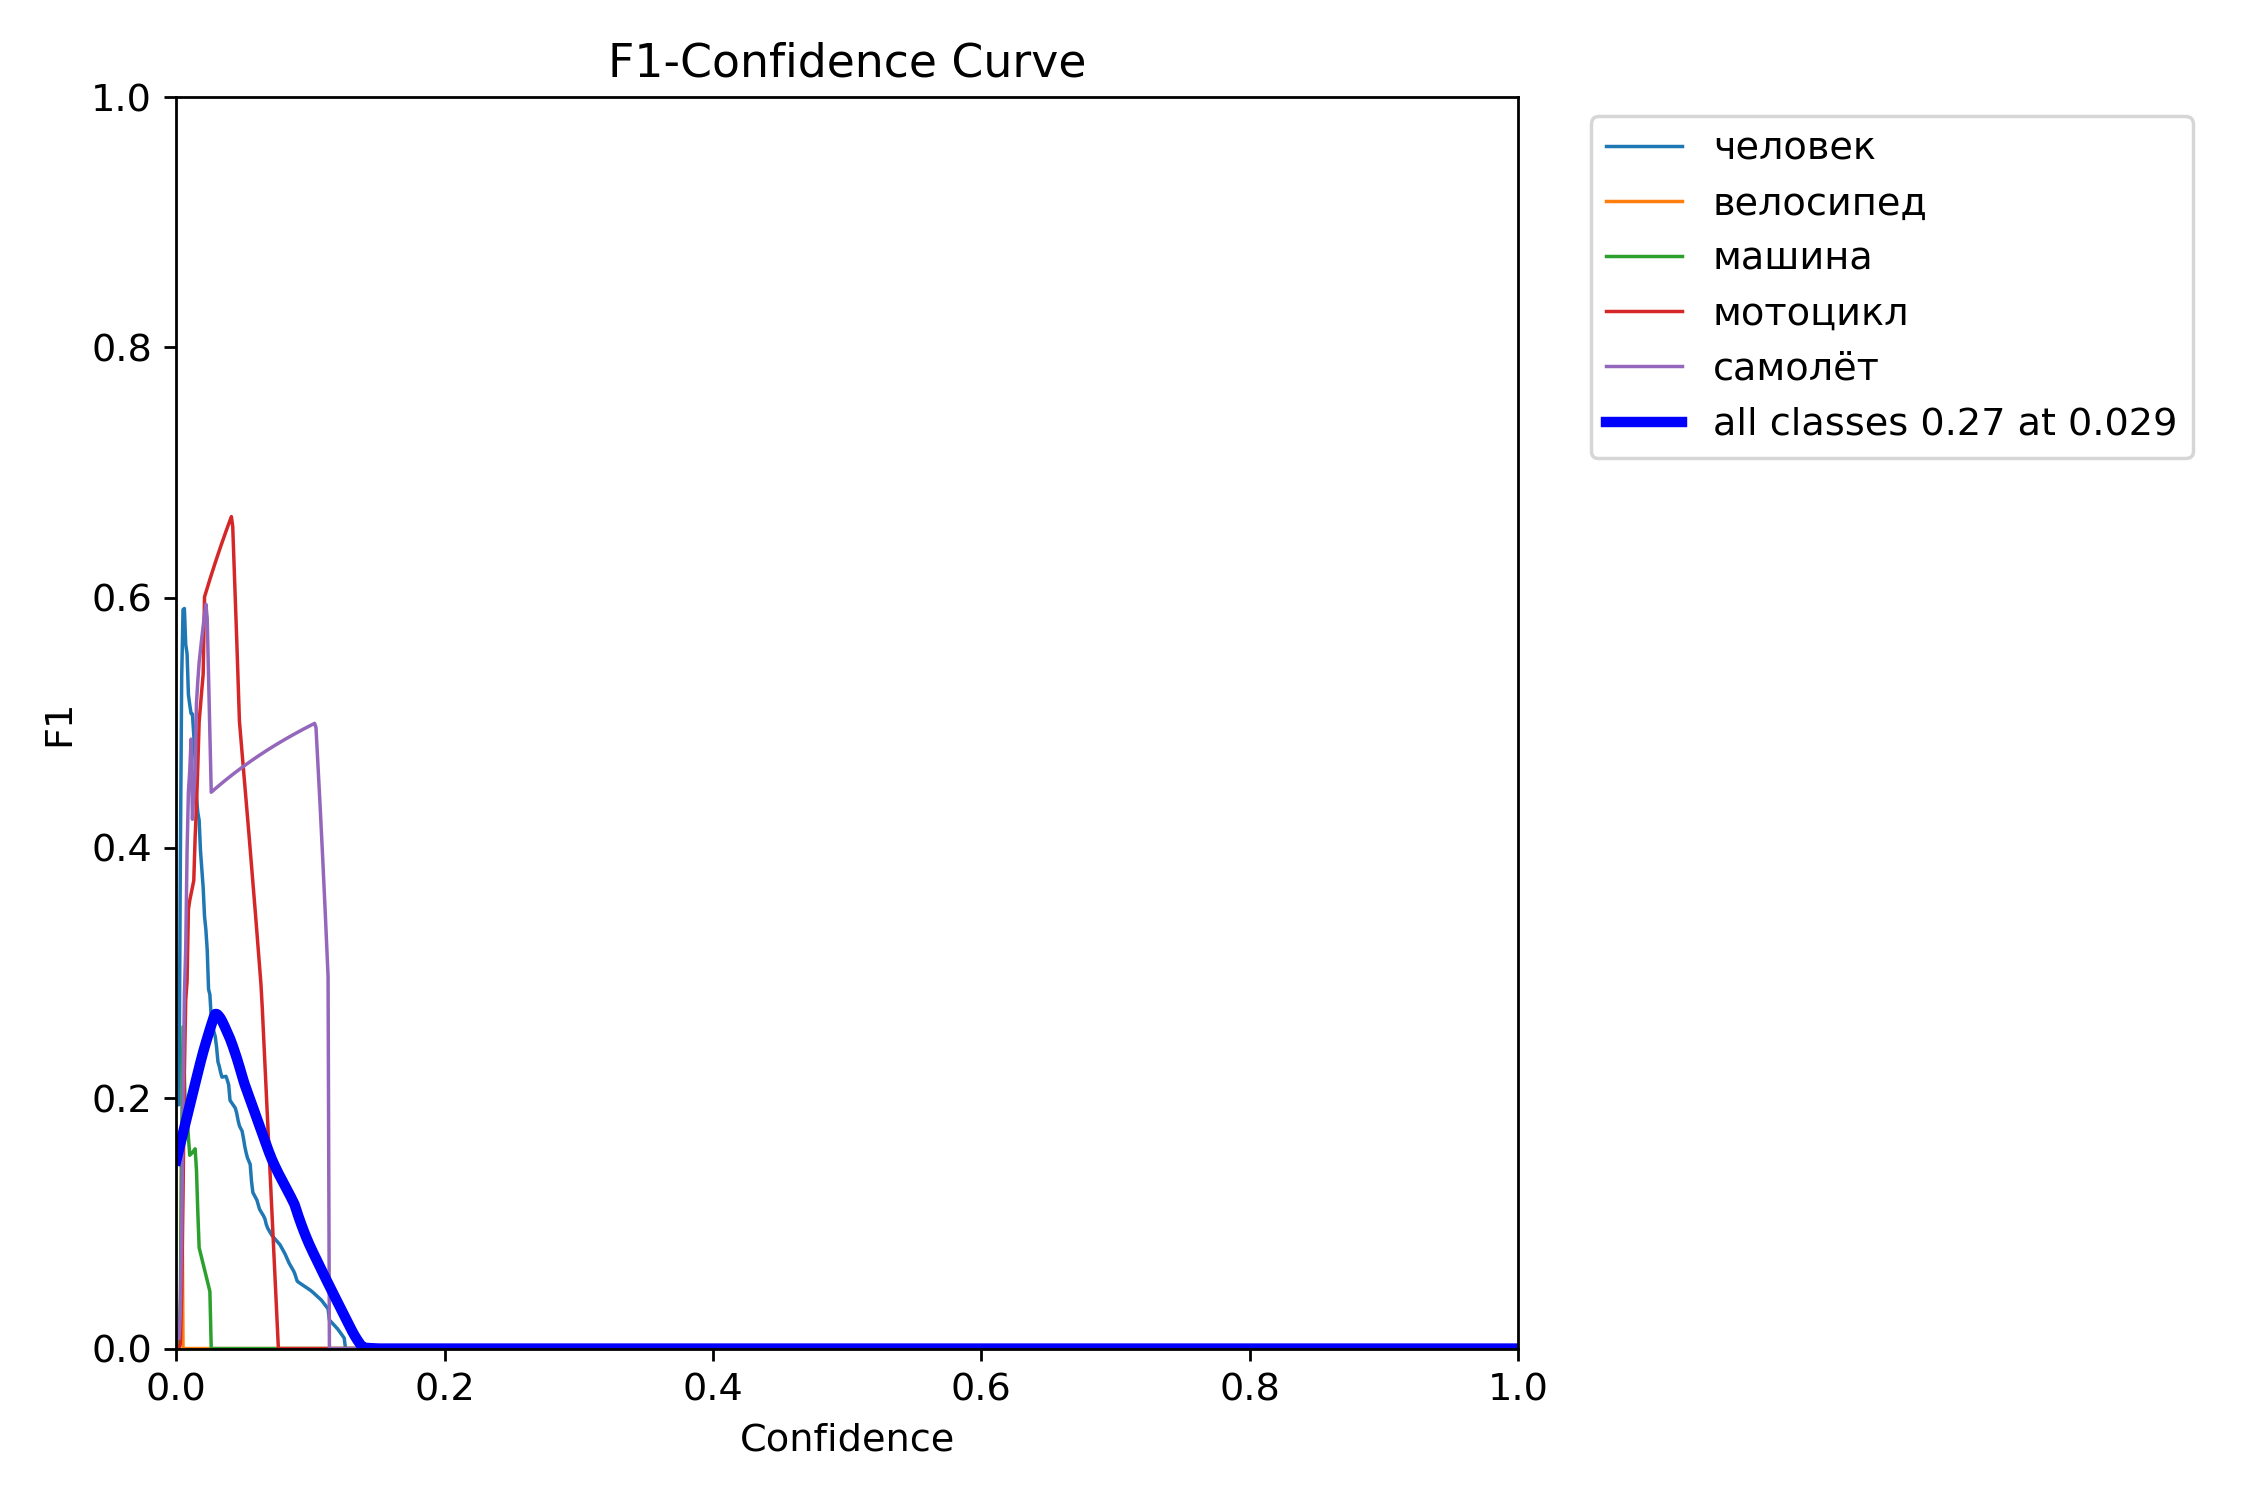 F1-Confidence Curve
1.0
0.8
0.6
0.4
0.2
0.0
F1
0.0 0.2 0.4 0.6 0.8 1.0
Confidence
человек
велосипед
машина
мотоцикл
самолёт
all classes 0.27 at 0.029